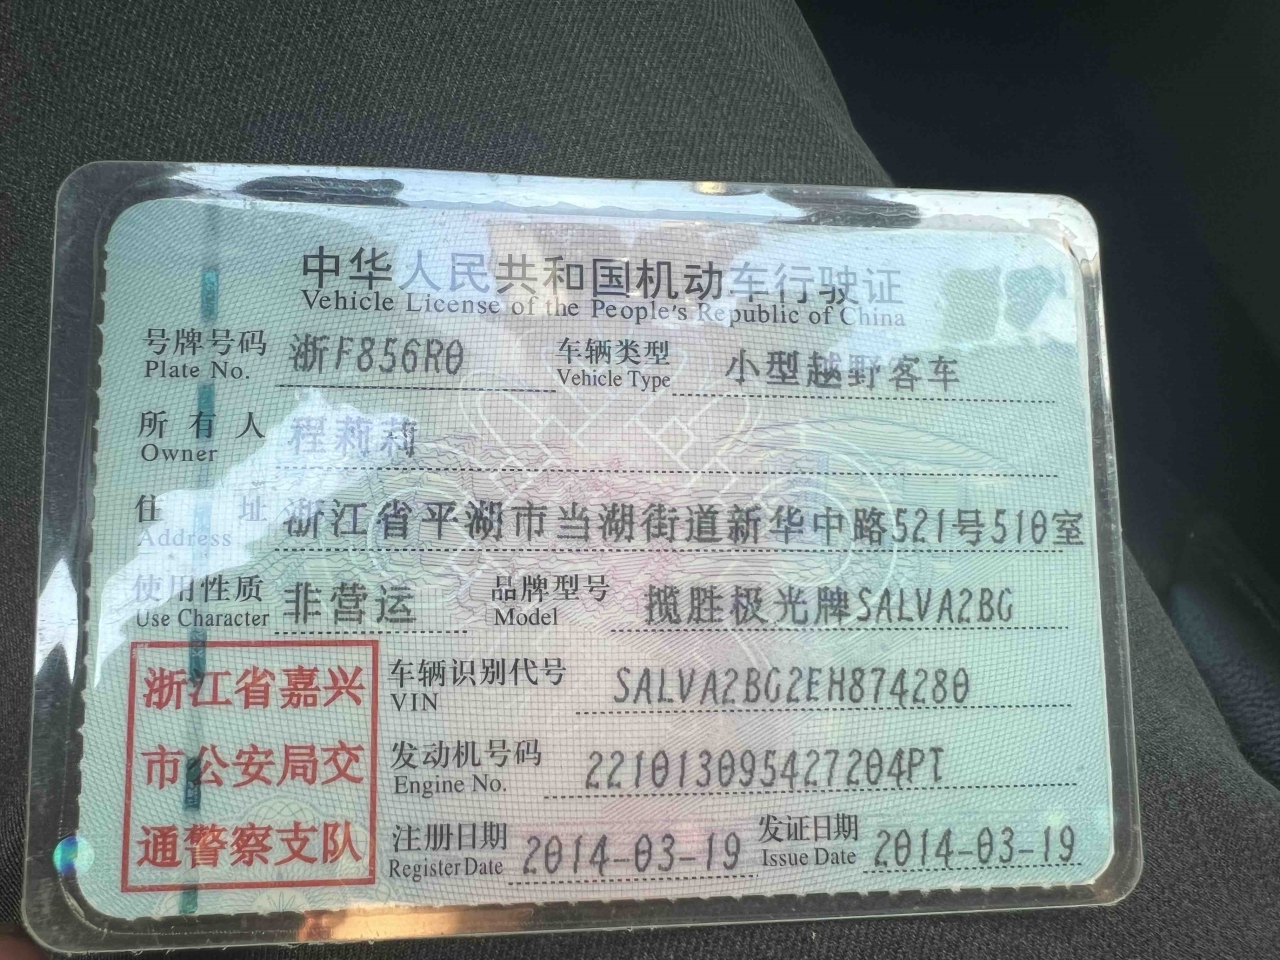 中华人民共和国机动车行驶证
Vehicle License of the People's Republic of China
号牌号码 浙F856R0 车辆类型 小型越野客车
Plate No. Vehicle Type
所有人 程莉莉
Owner
住址 浙江省平湖市当湖街道新华中路521号510室
Address
使用性质 非营运 品牌型号 揽胜极光牌SALVA2BG
Use Character Model
浙江省嘉兴
市公安局交
通警察支队
车辆识别代号 SALVA2BG2EH874280
VIN
发动机号码 221013095427204PT
Engine No.
注册日期 2014-03-19 发证日期 2014-03-19
Register Date Issue Date